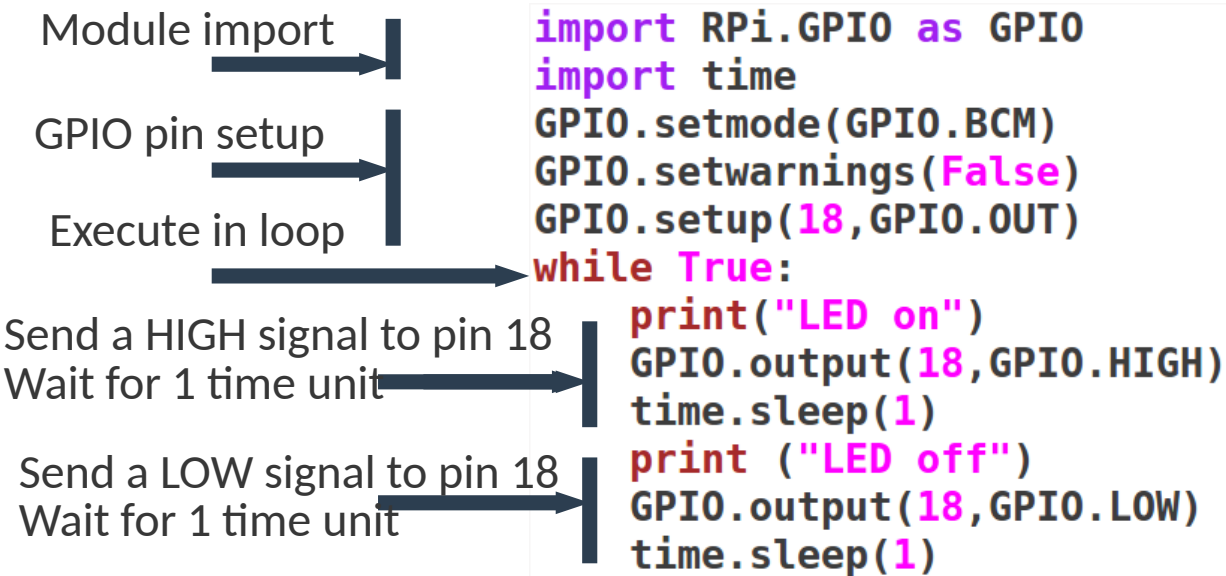 Module import
GPIO pin setup
Execute in loop
Send a HIGH signal to pin 18
Wait for 1 time unit
Send a LOW signal to pin 18
Wait for 1 time unit
import RPi.GPIO as GPIO
import time
GPIO.setmode(GPIO.BCM)
GPIO.setwarnings(False)
GPIO.setup(18,GPIO.OUT)
while True:
    print("LED on")
    GPIO.output(18,GPIO.HIGH)
    time.sleep(1)
    print ("LED off")
    GPIO.output(18,GPIO.LOW)
    time.sleep(1)